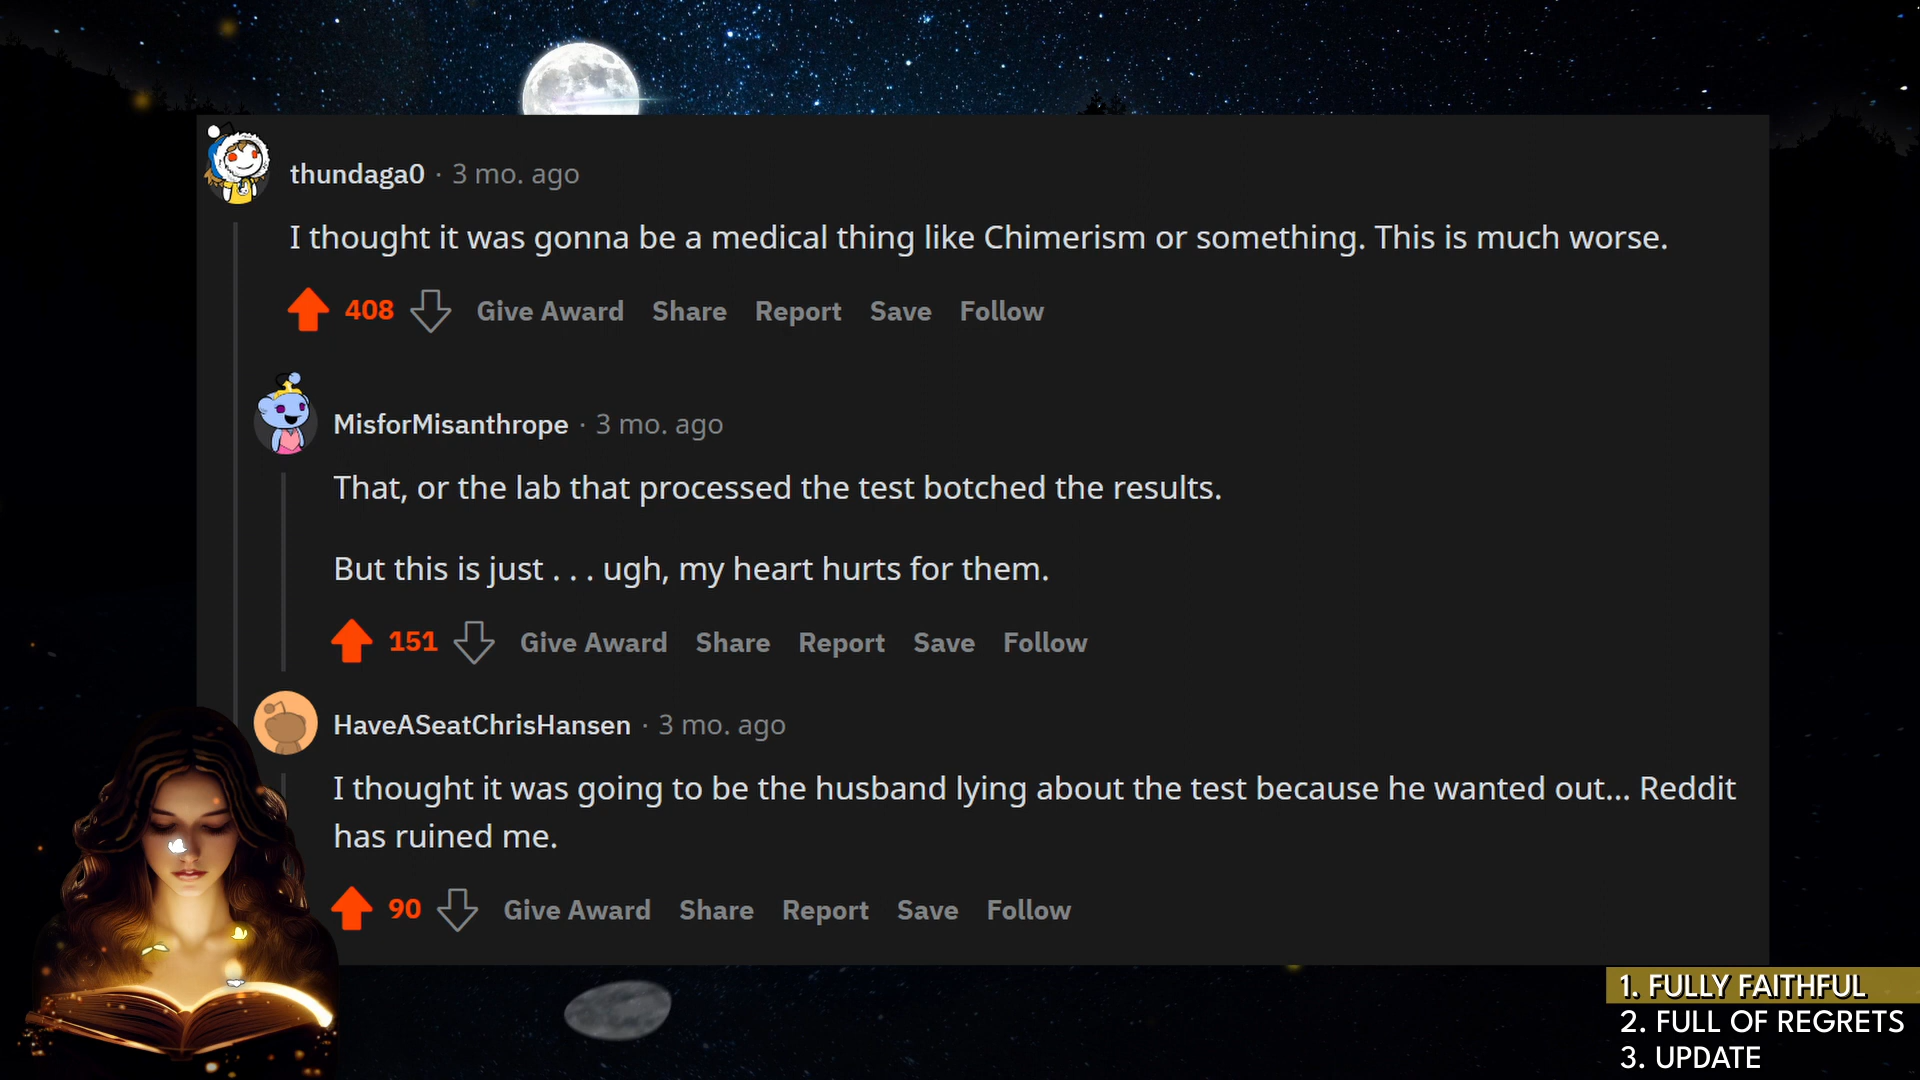 thundaga0 · 3 mo. ago
I thought it was gonna be a medical thing like Chimerism or something. This is much worse.
408 Give Award Share Report Save Follow
MisforMisanthrope · 3 mo. ago
That, or the lab that processed the test botched the results.
But this is just . . . ugh, my heart hurts for them.
151 Give Award Share Report Save Follow
HaveASeatChrisHansen · 3 mo. ago
I thought it was going to be the husband lying about the test because he wanted out... Reddit
has ruined me.
90 Give Award Share Report Save Follow
1. FULLY FAITHFUL
2. FULL OF REGRETS
3. UPDATE